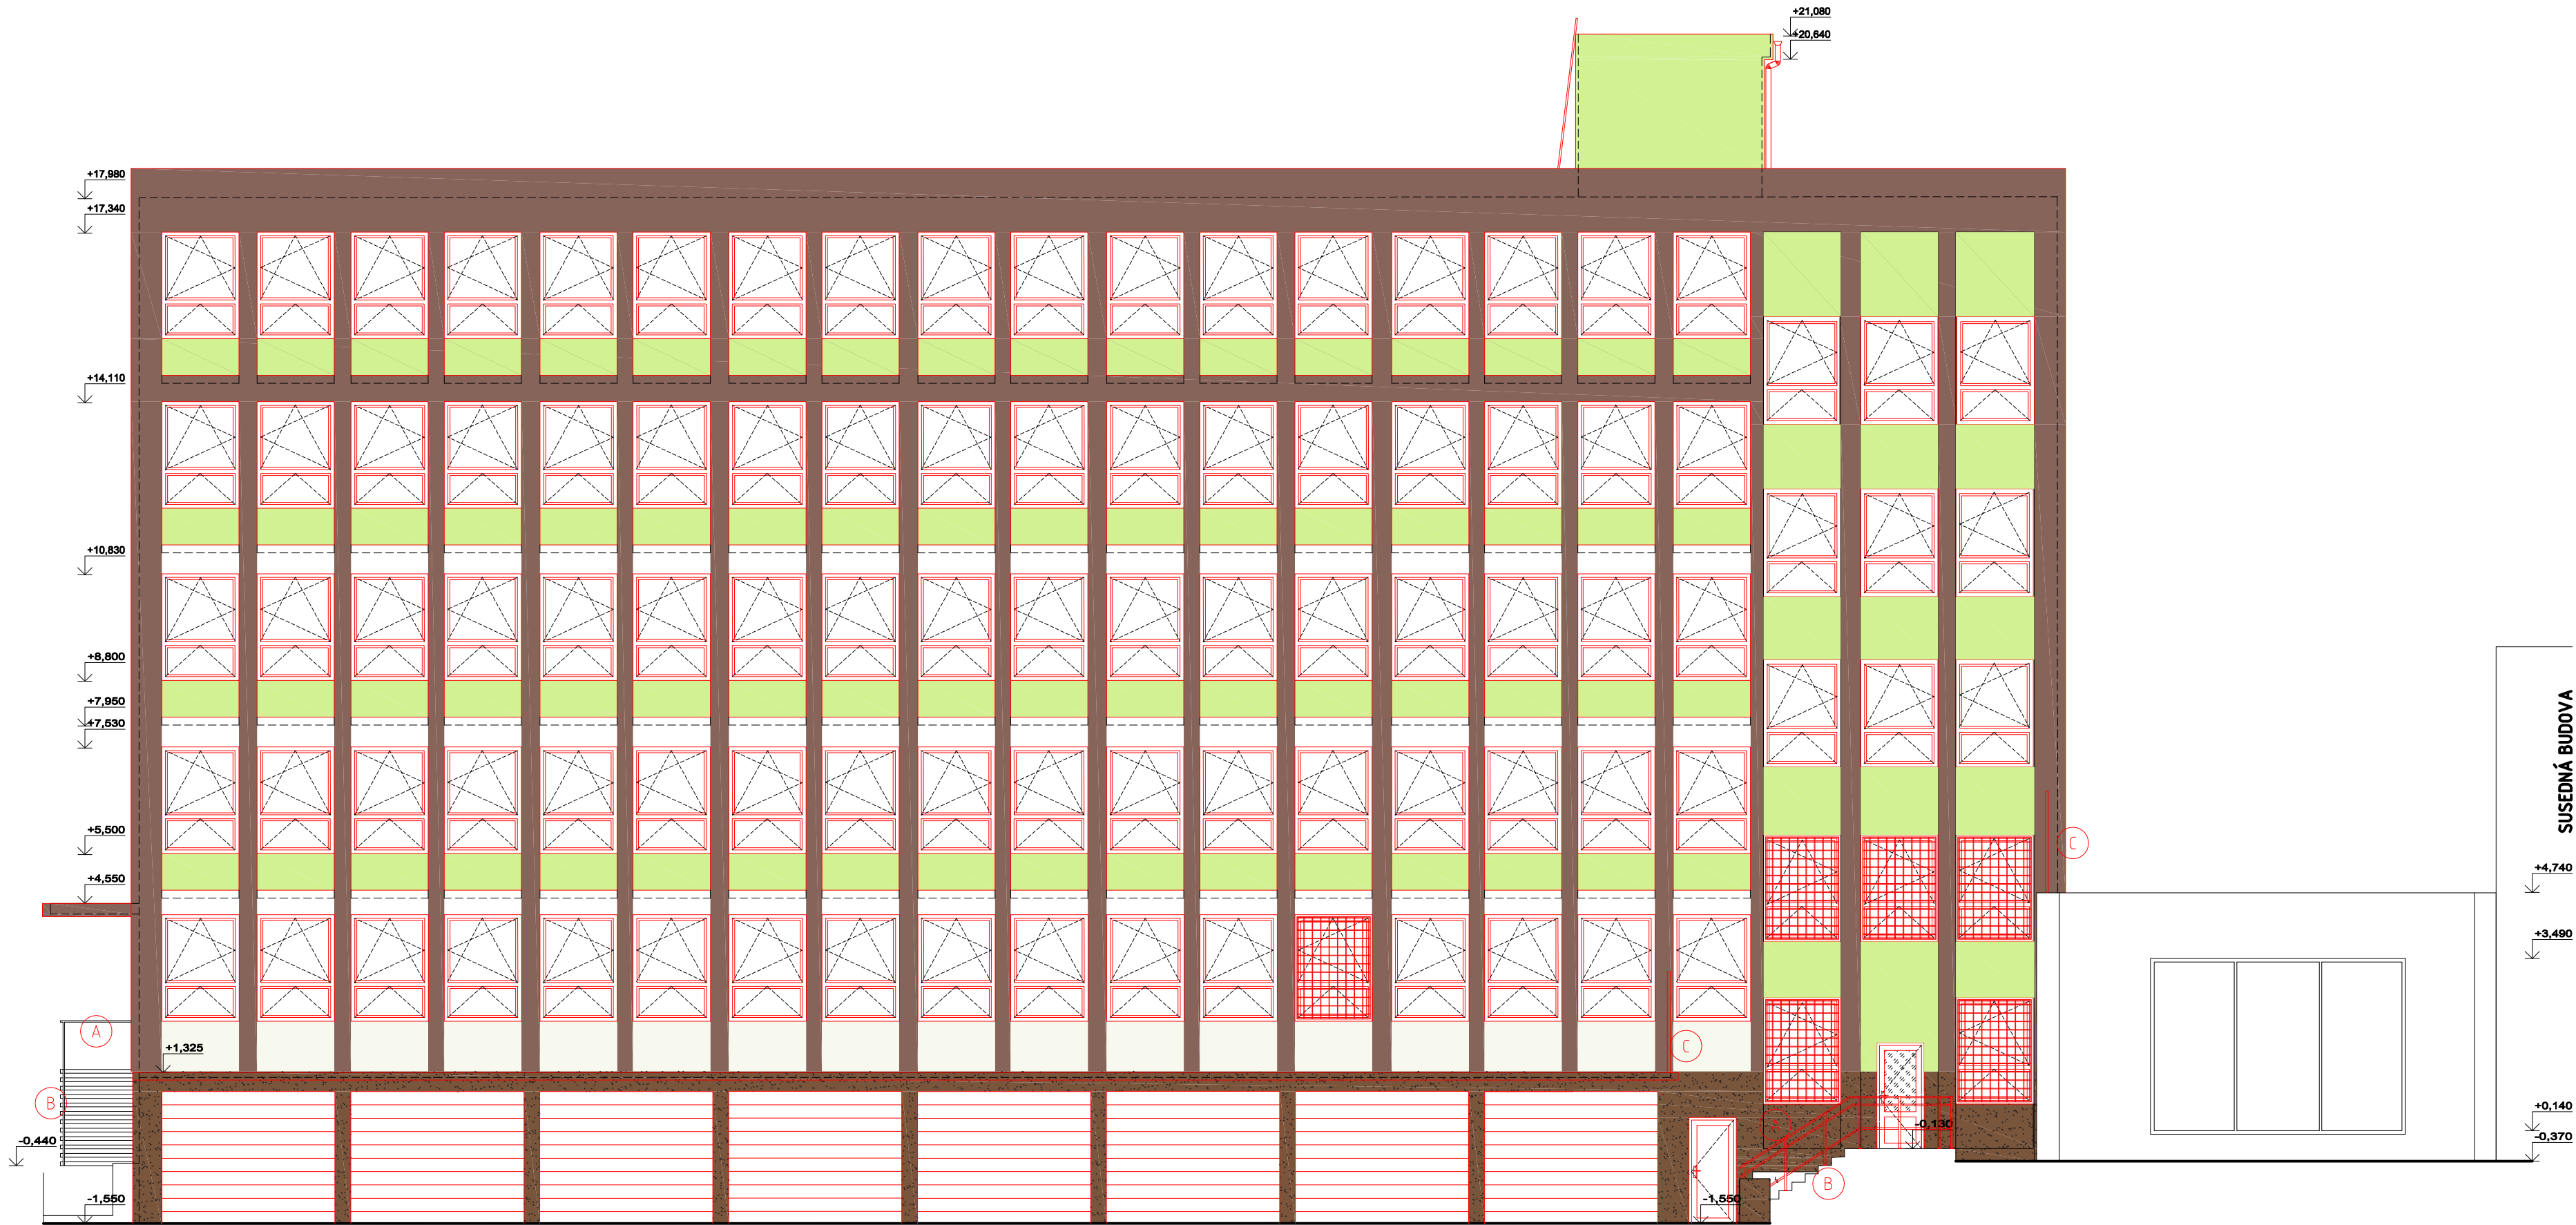 +21,080
+20,640
+17,980
+17,340
+14,110
+10,830
+8,800
+7,950
+7,530
SUSEDNÁ BUDOVA
+5,500
C
+4,740
+4,550
+3,490
A
C
+1,325
B
+0,140
A
-0,130
-0,370
-0,440
B
-1,550
-1,550